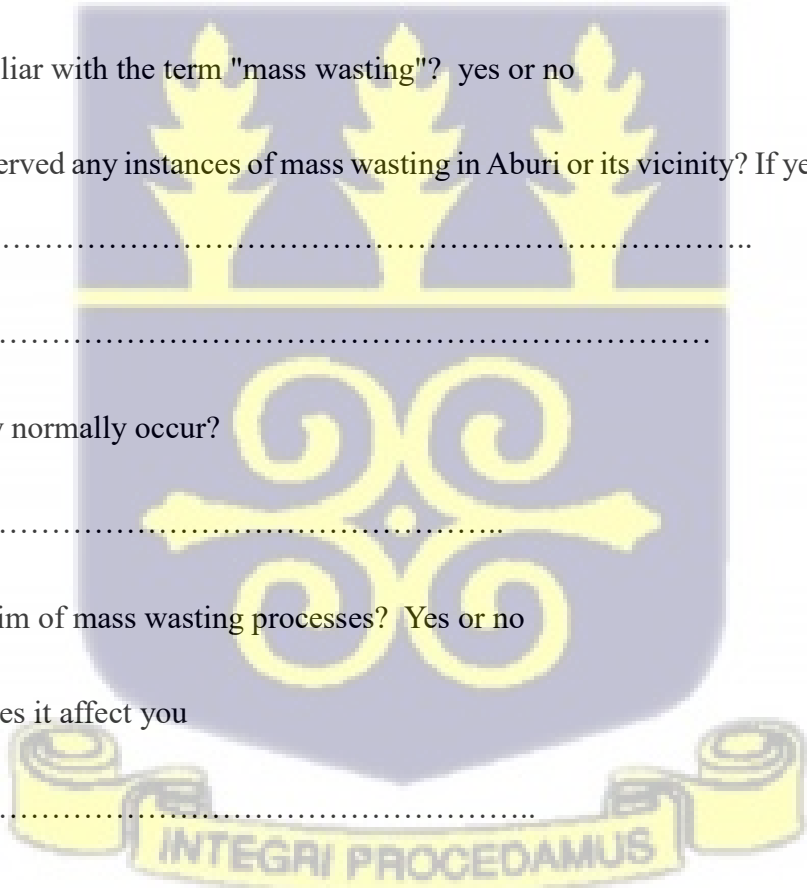 liar with the term "mass wasting"?  yes or no
erved any instances of mass wasting in Aburi or its vicinity? If ye
……………………………………………………………………..
…………………………………………………………………
y normally occur?
……………………………………………..
im of mass wasting processes?  Yes or no
es it affect you
………………………………………………..
INTEGRI PROCEDAMUS